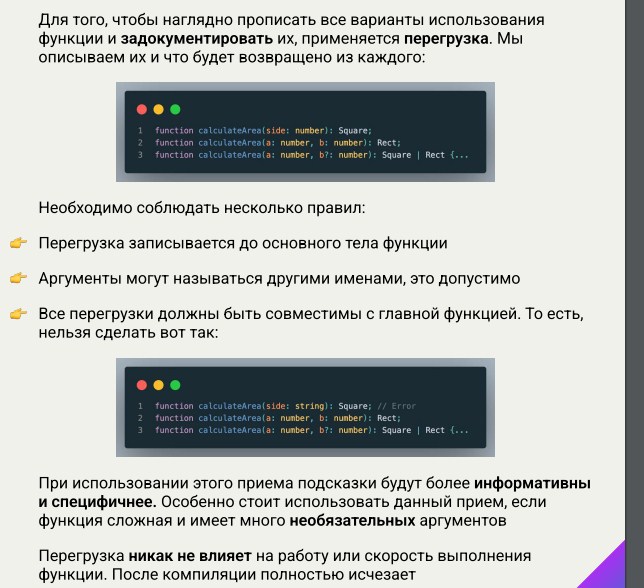 Для того, чтобы наглядно прописать все варианты использования
функции и задокументировать их, применяется перегрузка. Мы
описываем их и что будет возвращено из каждого:
1 function calculateArea(side: number): Square;
2 function calculateArea(a: number, b: number): Rect;
3 function calculateArea(a: number, b?: number): Square | Rect {...
Необходимо соблюдать несколько правил:
👉 Перегрузка записывается до основного тела функции
👉 Аргументы могут называться другими именами, это допустимо
👉 Все перегрузки должны быть совместимы с главной функцией. То есть,
нельзя сделать вот так:
1 function calculateArea(side: string): Square; // Error
2 function calculateArea(a: number, b: number): Rect;
3 function calculateArea(a: number, b?: number): Square | Rect {...
При использовании этого приема подсказки будут более информативны
и специфичнее. Особенно стоит использовать данный прием, если
функция сложная и имеет много необязательных аргументов
Перегрузка никак не влияет на работу или скорость выполнения
функции. После компиляции полностью исчезает